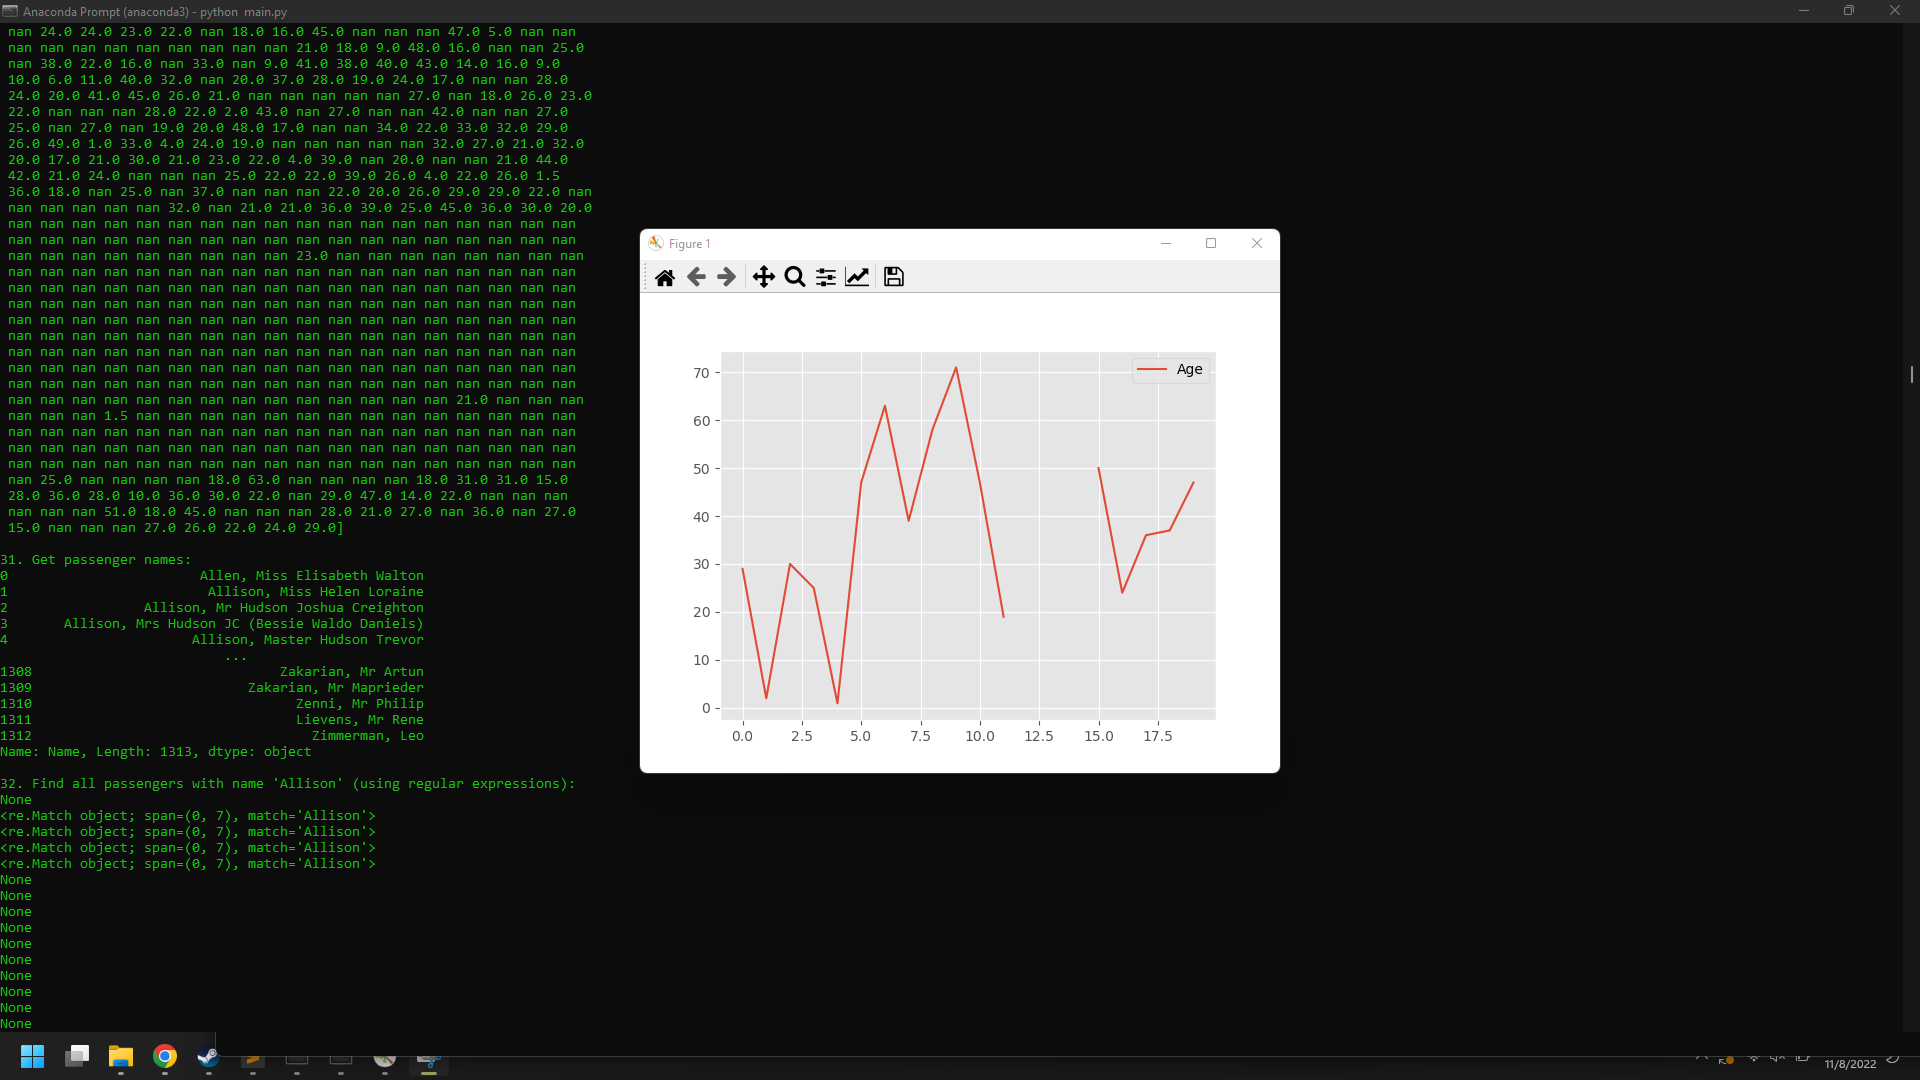 Anaconda Prompt (anaconda3) - python  main.py
nan 24.0 24.0 23.0 22.0 nan 18.0 16.0 45.0 nan nan nan 47.0 5.0 nan nan
nan nan nan nan nan nan nan nan nan 21.0 18.0 9.0 48.0 16.0 nan nan 25.0
nan 38.0 22.0 16.0 nan 33.0 nan 9.0 41.0 38.0 40.0 43.0 14.0 16.0 9.0
10.0 6.0 11.0 40.0 32.0 nan 20.0 37.0 28.0 19.0 24.0 17.0 nan nan 28.0
24.0 20.0 41.0 45.0 26.0 21.0 nan nan nan nan nan 27.0 nan 18.0 26.0 23.0
22.0 nan nan nan 28.0 22.0 2.0 43.0 nan 27.0 nan nan 42.0 nan nan 27.0
25.0 nan 27.0 nan 19.0 20.0 48.0 17.0 nan nan 34.0 22.0 33.0 32.0 29.0
26.0 49.0 1.0 33.0 4.0 24.0 19.0 nan nan nan nan nan 32.0 27.0 21.0 32.0
20.0 17.0 21.0 30.0 21.0 23.0 22.0 4.0 39.0 nan 20.0 nan nan 21.0 44.0
42.0 21.0 24.0 nan nan nan 25.0 22.0 22.0 39.0 26.0 4.0 22.0 26.0 1.5
36.0 18.0 nan 25.0 nan 37.0 nan nan nan 22.0 20.0 26.0 29.0 29.0 22.0 nan
nan nan nan nan nan 32.0 nan 21.0 21.0 36.0 39.0 25.0 45.0 36.0 30.0 20.0
nan nan nan nan nan nan nan nan nan nan nan nan nan nan nan nan nan nan
nan nan nan nan nan nan nan nan nan nan nan nan nan nan nan nan nan nan
nan nan nan nan nan nan nan nan nan 23.0 nan nan nan nan nan nan nan nan
nan nan nan nan nan nan nan nan nan nan nan nan nan nan nan nan nan nan
nan nan nan nan nan nan nan nan nan nan nan nan nan nan nan nan nan nan
nan nan nan nan nan nan nan nan nan nan nan nan nan nan nan nan nan nan
nan nan nan nan nan nan nan nan nan nan nan nan nan nan nan nan nan nan
nan nan nan nan nan nan nan nan nan nan nan nan nan nan nan nan nan nan
nan nan nan nan nan nan nan nan nan nan nan nan nan nan nan nan nan nan
nan nan nan nan nan nan nan nan nan nan nan nan nan nan nan nan nan nan
nan nan nan nan nan nan nan nan nan nan nan nan nan nan nan nan nan nan
nan nan nan nan nan nan nan nan nan nan nan nan nan nan 21.0 nan nan nan
nan nan nan 1.5 nan nan nan nan nan nan nan nan nan nan nan nan nan nan
nan nan nan nan nan nan nan nan nan nan nan nan nan nan nan nan nan nan
nan nan nan nan nan nan nan nan nan nan nan nan nan nan nan nan nan nan
nan nan nan nan nan nan nan nan nan nan nan nan nan nan nan nan nan nan
nan 25.0 nan nan nan nan 18.0 63.0 nan nan nan nan 18.0 31.0 31.0 15.0
28.0 36.0 28.0 10.0 36.0 30.0 22.0 nan 29.0 47.0 14.0 22.0 nan nan nan
nan nan nan 51.0 18.0 45.0 nan nan nan 28.0 21.0 27.0 nan 36.0 nan 27.0
15.0 nan nan nan 27.0 26.0 22.0 24.0 29.0]
31. Get passenger names:
0 Allen, Miss Elisabeth Walton
1 Allison, Miss Helen Loraine
2 Allison, Mr Hudson Joshua Creighton
3 Allison, Mrs Hudson JC (Bessie Waldo Daniels)
4 Allison, Master Hudson Trevor
...
1308 Zakarian, Mr Artun
1309 Zakarian, Mr Maprieder
1310 Zenni, Mr Philip
1311 Lievens, Mr Rene
1312 Zimmerman, Leo
Name: Name, Length: 1313, dtype: object
32. Find all passengers with name 'Allison' (using regular expressions):
None
<re.Match object; span=(0, 7), match='Allison'>
<re.Match object; span=(0, 7), match='Allison'>
<re.Match object; span=(0, 7), match='Allison'>
<re.Match object; span=(0, 7), match='Allison'>
None
None
None
None
None
None
None
None
None
None
Figure 1
Age
70
60
50
40
30
20
10
0
0.0 2.5 5.0 7.5 10.0 12.5 15.0 17.5
11/8/2022